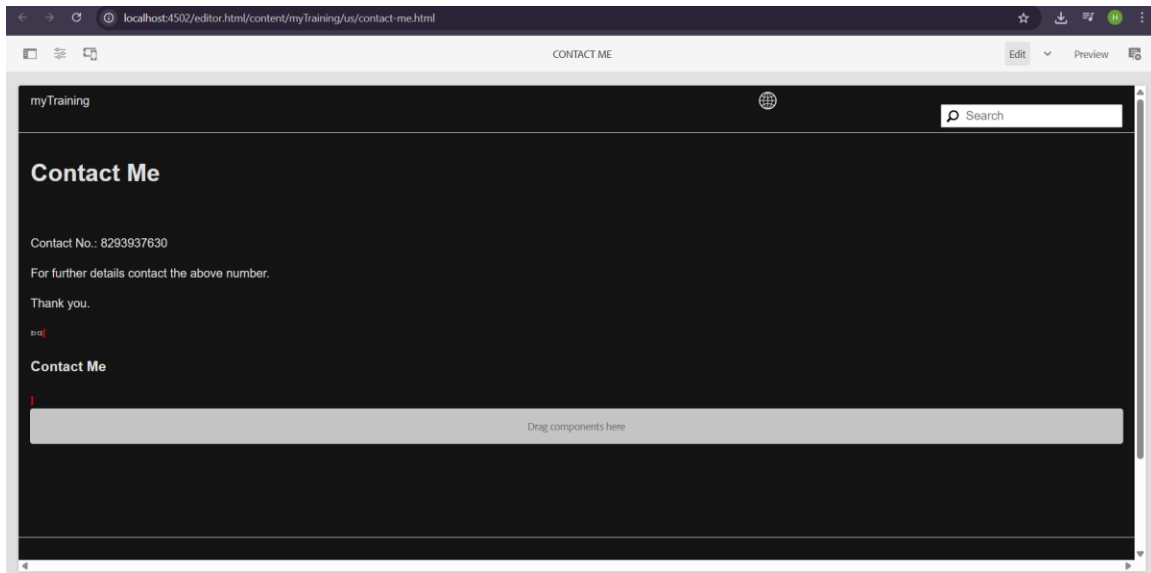 localhost:4502/editor.html/content/myTraining/us/contact-me.html
H
CONTACT ME
Edit
Preview
myTraining
Search
Contact Me
Contact No.: 8293937630
For further details contact the above number.
Thank you.
Contact Me
Drag components here